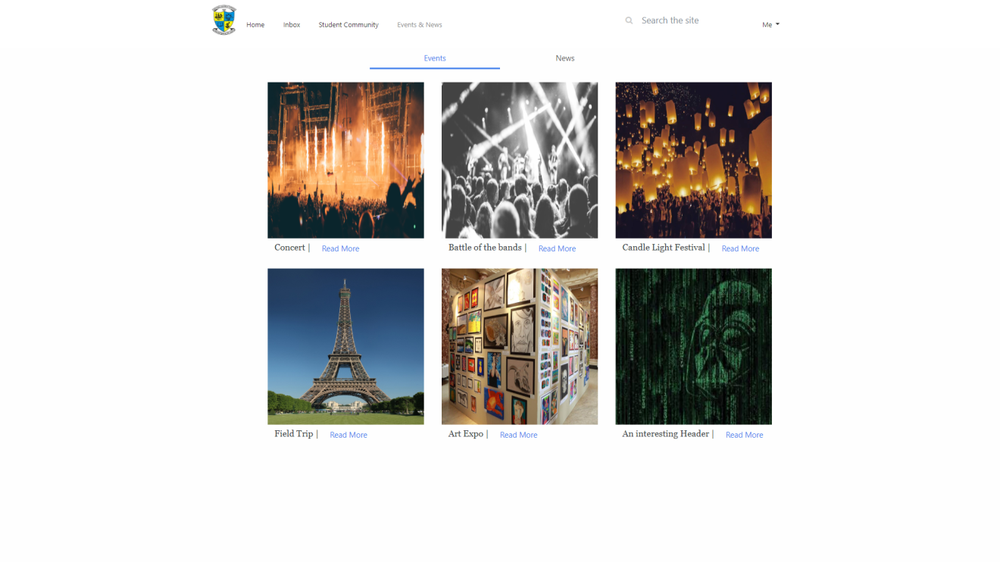 Home Inbox Student Community Events & News Search the site Me
Events News
Concert | Read More Battle of the bands | Read More Candle Light Festival | Read More
Field Trip | Read More Art Expo | Read More An interesting Header | Read More